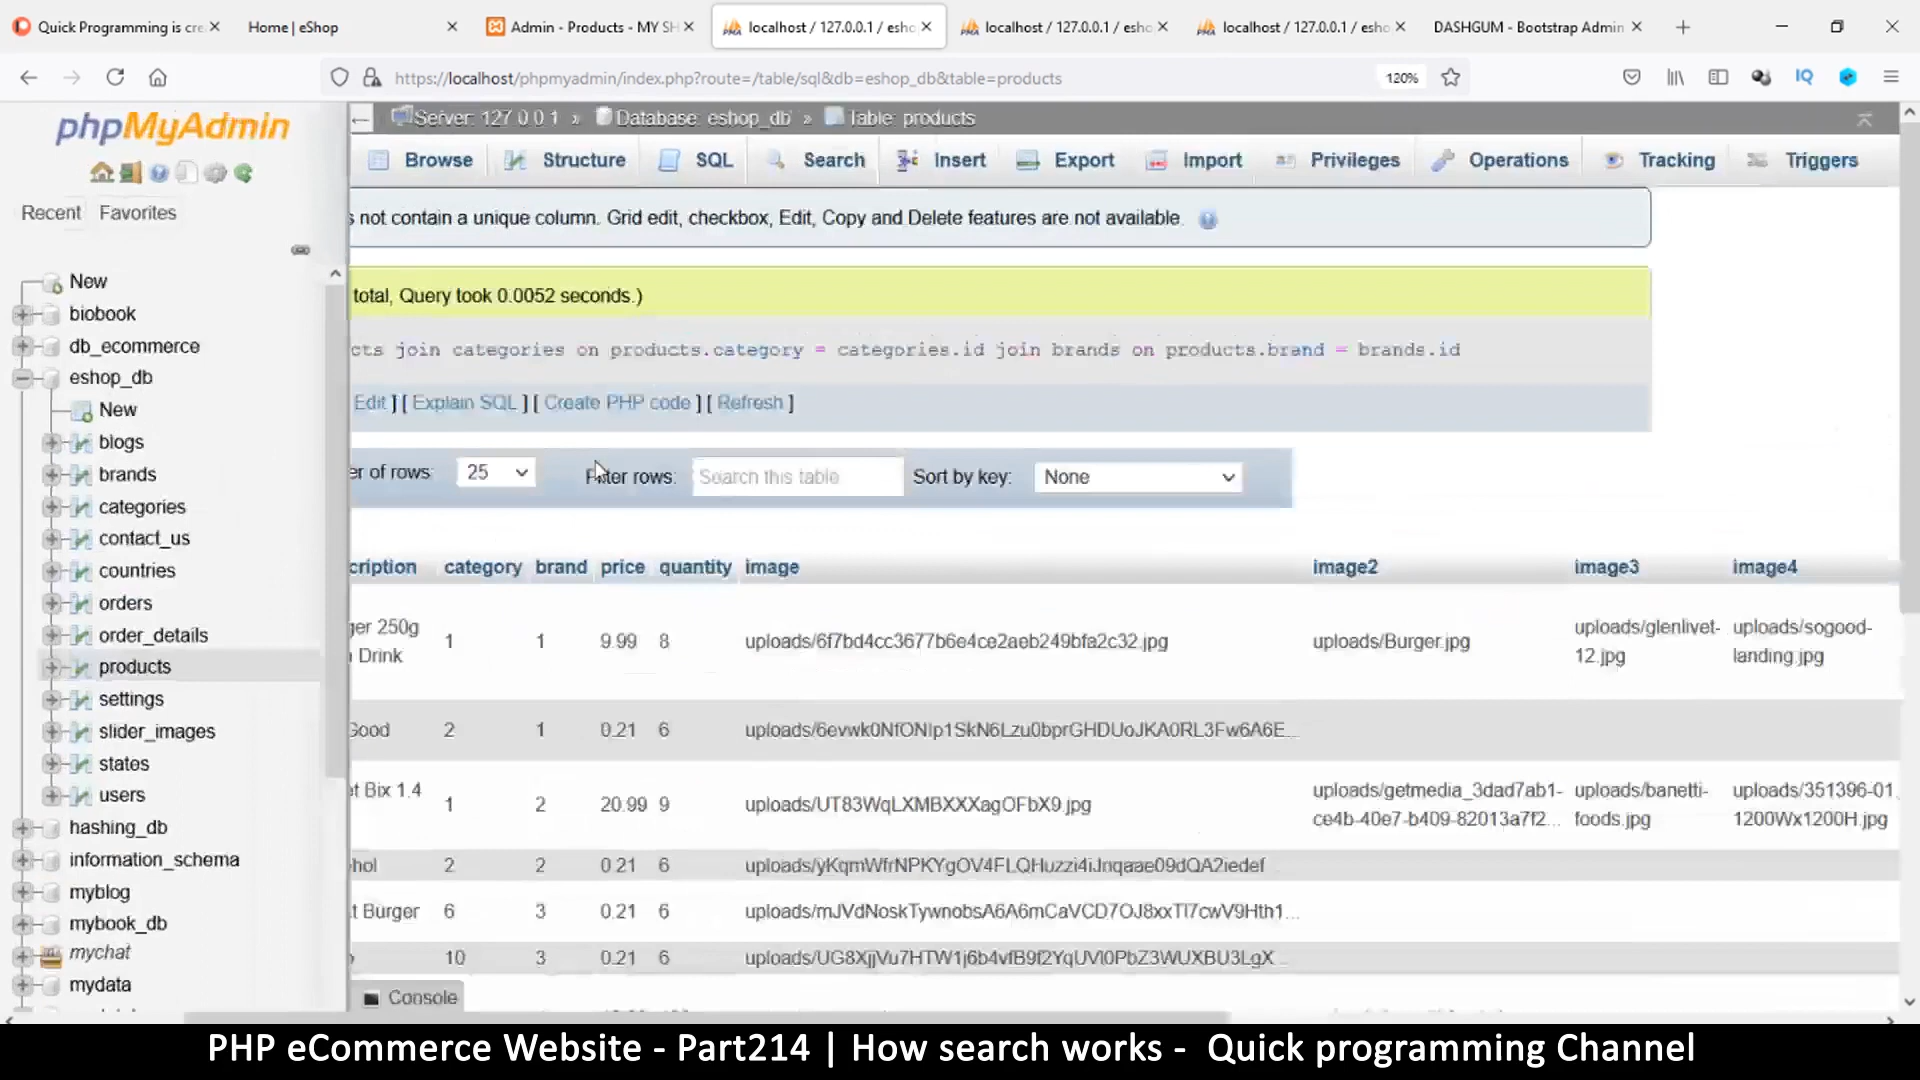 Quick Programming is cre
Home | eShop
Admin - Products - MY SH
localhost / 127.0.0.1 / esho
localhost / 127.0.0.1 / esho
localhost / 127.0.0.1 / esho
DASHGUM - Bootstrap Admin
https://localhost/phpmyadmin/index.php?route=/table/sql&db=eshop_db&table=products
120%
IQ
phpMyAdmin
Recent Favorites
New
biobook
db_ecommerce
eshop_db
New
blogs
brands
categories
contact_us
countries
orders
order_details
products
settings
slider_images
states
users
hashing_db
information_schema
myblog
mybook_db
mychat
mydata
Server: 127.0.0.1 » Database: eshop_db » Table: products
Browse Structure SQL Search Insert Export Import Privileges Operations Tracking Triggers
s not contain a unique column. Grid edit, checkbox, Edit, Copy and Delete features are not available.
total, Query took 0.0052 seconds.)
cts join categories on products.category = categories.id join brands on products.brand = brands.id
Edit ] [ Explain SQL ] [ Create PHP code ] [ Refresh ]
er of rows: 25 Filter rows: Search this table Sort by key: None
cription category brand price quantity image image2 image3 image4
ger 250g
Drink
1 1 9.99 8 uploads/6f7bd4cc3677b6e4ce2aeb249bfa2c32.jpg uploads/Burger.jpg
uploads/glenlivet-
12.jpg
uploads/sogood-
landing.jpg
Good 2 1 0.21 6
t Bix 1.4
1 2 20.99 9 uploads/UT83WqLXMBXXXagOFbX9.jpg
uploads/getmedia_3dad7ab1-
ce4b-40e7-b409-82013a7f2...
uploads/banetti-
foods.jpg
uploads/351396-01
1200Wx1200H.jpg
hol 2 2 0.21 6
t Burger 6 3 0.21 6
10 3 0.21 6
Console
PHP eCommerce Website - Part214 | How search works - Quick programming Channel